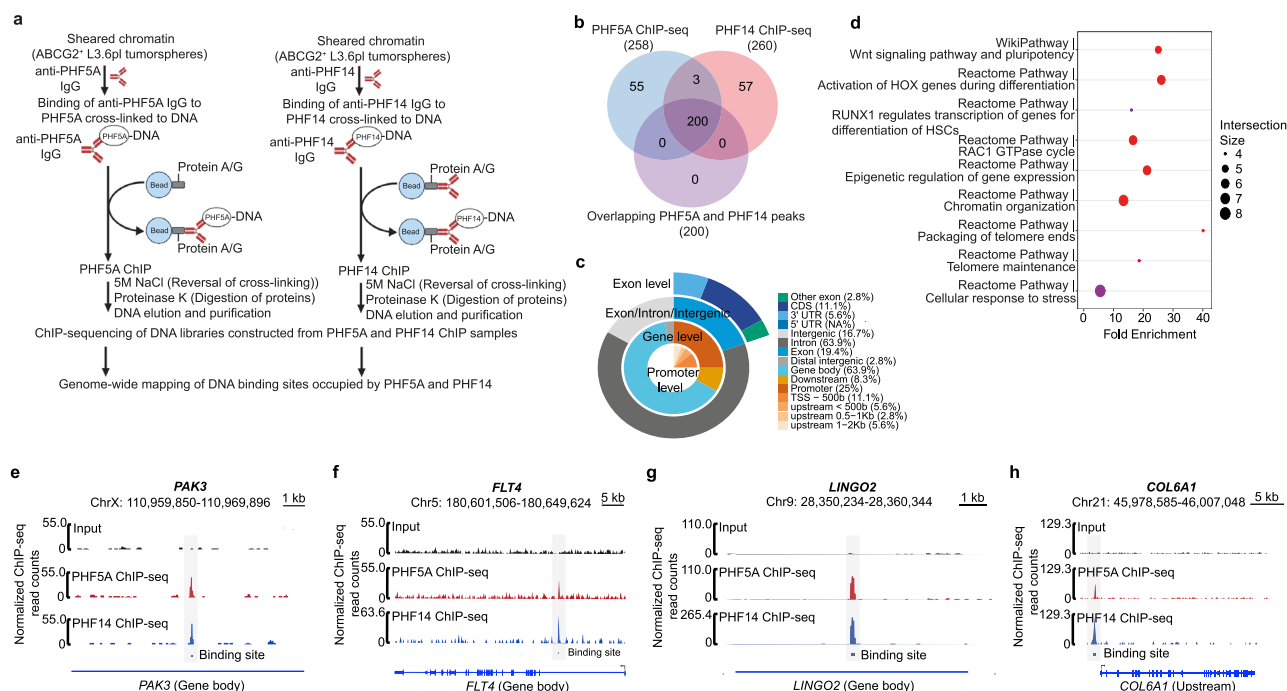 a
Sheared chromatin
(ABCG2⁺ L3.6pl tumorspheres)
anti-PHF5A
IgG
Binding of anti-PHF5A IgG to
PHF5A cross-linked to DNA
anti-PHF5A
IgG
PHF5A
-DNA
Protein A/G
Bead
Bead
PHF5A
-DNA
Protein A/G
PHF5A ChIP
5M NaCl (Reversal of cross-linking))
Proteinase K (Digestion of proteins)
DNA elution and purification
Sheared chromatin
(ABCG2⁺ L3.6pl tumorspheres)
anti-PHF14
IgG
Binding of anti-PHF14 IgG to
PHF14 cross-linked to DNA
anti-PHF14
IgG
PHF14
-DNA
Protein A/G
Bead
Bead
PHF14
-DNA
Protein A/G
PHF14 ChIP
5M NaCl (Reversal of cross-linking)
Proteinase K (Digestion of proteins)
DNA elution and purification
ChIP-sequencing of DNA libraries constructed from PHF5A and PHF14 ChIP samples
Genome-wide mapping of DNA binding sites occupied by PHF5A and PHF14
b
PHF5A ChIP-seq
(258)
PHF14 ChIP-seq
(260)
55
3
57
200
0
0
0
Overlapping PHF5A and PHF14 peaks
(200)
c
Exon level
Exon/Intron/Intergenic
Gene level
Promoter
level
Other exon (2.8%)
CDS (11.1%)
3' UTR (5.6%)
5' UTR (NA%)
Intergenic (16.7%)
Intron (63.9%)
Exon (19.4%)
Distal intergenic (2.8%)
Gene body (63.9%)
Downstream (8.3%)
Promoter (25%)
TSS − 500b (11.1%)
upstream < 500b (5.6%)
upstream 0.5−1Kb (2.8%)
upstream 1−2Kb (5.6%)
d
WikiPathway
Wnt signaling pathway and pluripotency
Reactome Pathway
Activation of HOX genes during differentiation
Reactome Pathway
RUNX1 regulates transcription of genes for
differentiation of HSCs
Reactome Pathway
RAC1 GTPase cycle
Reactome Pathway
Epigenetic regulation of gene expression
Reactome Pathway
Chromatin organization
Reactome Pathway
Packaging of telomere ends
Reactome Pathway
Telomere maintenance
Reactome Pathway
Cellular response to stress
0 10 20 30 40
Fold Enrichment
Intersection
Size
4
5
6
7
8
e
PAK3
ChrX: 110,959,850-110,969,896
1 kb
Normalized ChIP-seq
read counts
55.0
Input
0
55.0
PHF5A ChIP-seq
0
55.0
PHF14 ChIP-seq
0
Binding site
PAK3 (Gene body)
f
FLT4
Chr5: 180,601,506-180,649,624
5 kb
Normalized ChIP-seq
read counts
55.0
Input
0
55.0
PHF5A ChIP-seq
0
63.6
PHF14 ChIP-seq
0
Binding site
FLT4 (Gene body)
g
LINGO2
Chr9: 28,350,234-28,360,344
1 kb
Normalized ChIP-seq
read counts
110.0
Input
0
110.0
PHF5A ChIP-seq
0
265.4
PHF14 ChIP-seq
0
Binding site
LINGO2 (Gene body)
h
COL6A1
Chr21: 45,978,585-46,007,048
5 kb
Normalized ChIP-seq
read counts
129.3
Input
0
129.3
PHF5A ChIP-seq
0
129.3
PHF14 ChIP-seq
0
Binding site
COL6A1 (Upstream)